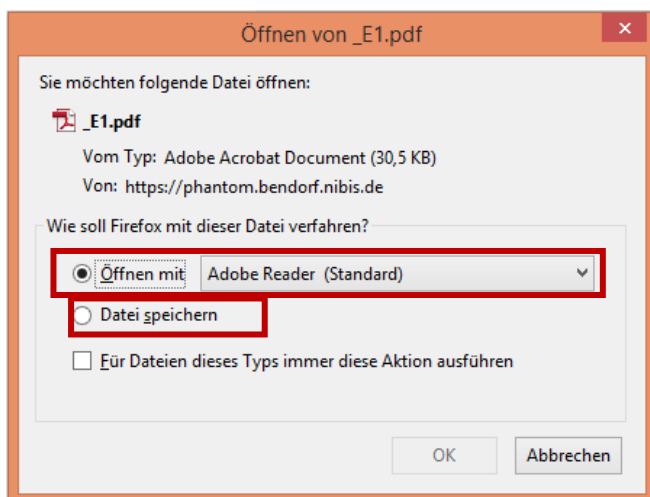 Öffnen von _E1.pdf
×
Sie möchten folgende Datei öffnen:
_E1.pdf
Vom Typ: Adobe Acrobat Document (30,5 KB)
Von: https://phantom.bendorf.nibis.de
Wie soll Firefox mit dieser Datei verfahren?
Öffnen mit Adobe Reader (Standard)
Datei speichern
Für Dateien dieses Typs immer diese Aktion ausführen
OK Abbrechen